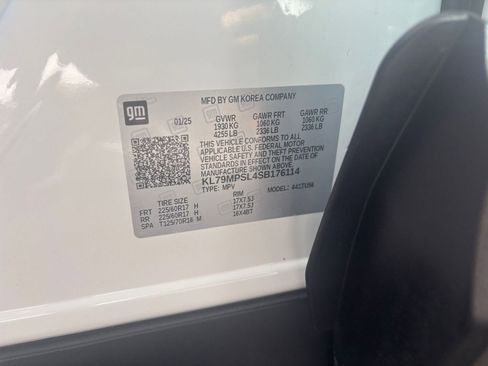 MFD BY GM KOREA COMPANY
gm
01/25 GVWR GAWR FRT GAWR RR
1930 KG 1060 KG 1060 KG
4255 LB 2336 LB 2336 LB
THIS VEHICLE CONFORMS TO ALL
APPLICABLE U.S. FEDERAL MOTOR
VEHICLE SAFETY AND THEFT PREVENTION
STANDARDS IN EFFECT ON THE DATE OF
MANUFACTURE SHOWN ABOVE.
KL79MPSL4SB176114
TYPE: MPV MODEL: 4A1TU56
TIRE SIZE RIM
FRT 225/60R17 H 17X7.5J
RR 225/60R17 H 17X7.5J
SPA T125/70R16 M 16X4BT